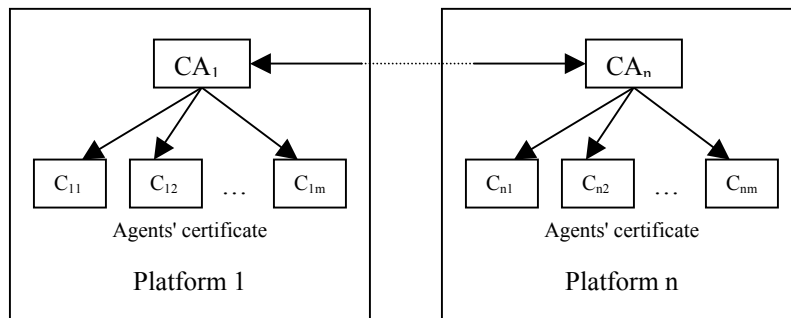 CA₁
CAₙ
C₁₁
C₁₂
…
C₁ₘ
Cₙ₁
Cₙ₂
…
Cₙₘ
Agents' certificate
Agents' certificate
Platform 1
Platform n